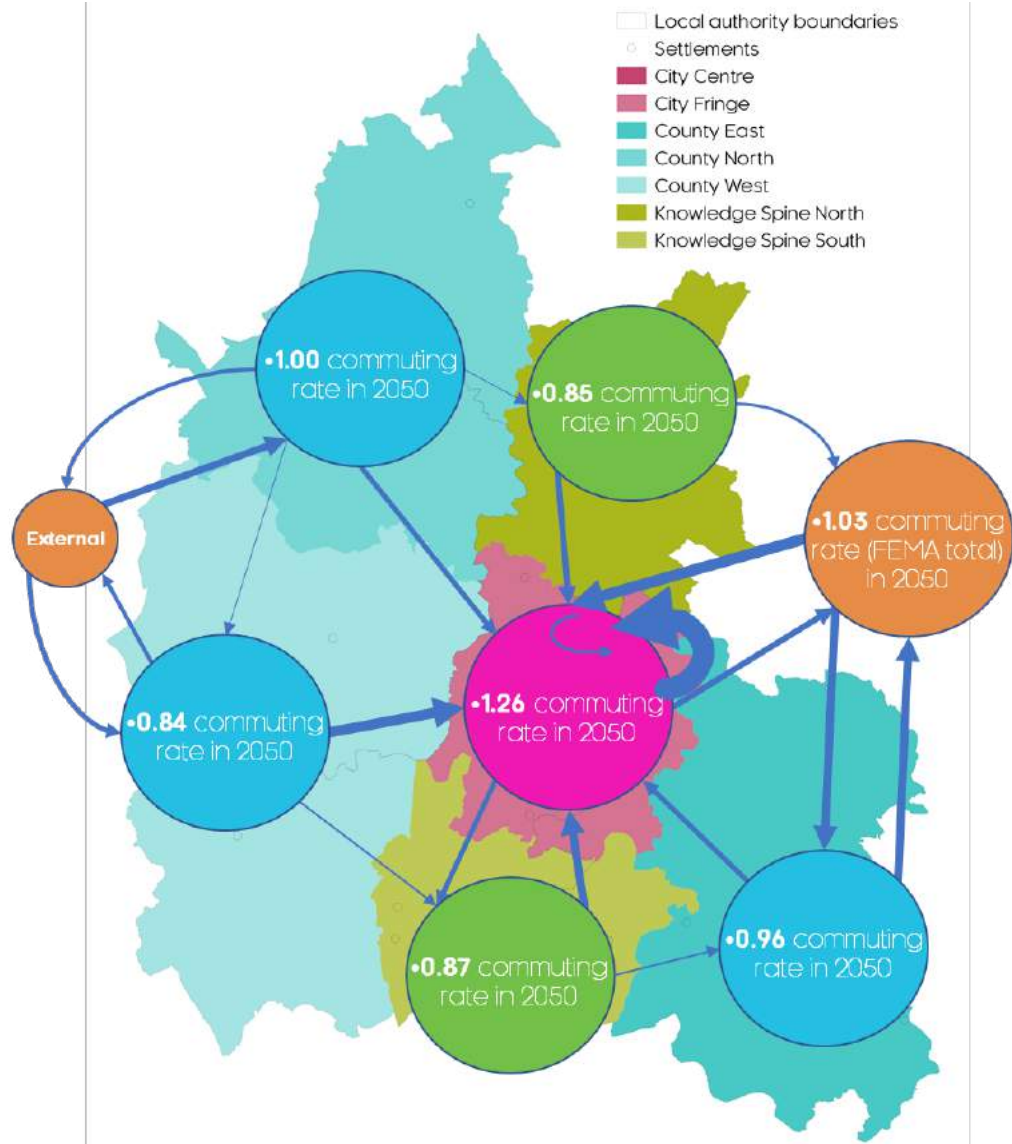 Local authority boundaries
Settlements
City Centre
City Fringe
County East
County North
County West
Knowledge Spine North
Knowledge Spine South
•1.00 commuting
rate in 2050
•0.85 commuting
rate in 2050
External
•1.03 commuting
rate (FEMA total)
in 2050
•0.84 commuting
rate in 2050
•1.26 commuting
rate in 2050
•0.87 commuting
rate in 2050
•0.96 commuting
rate in 2050